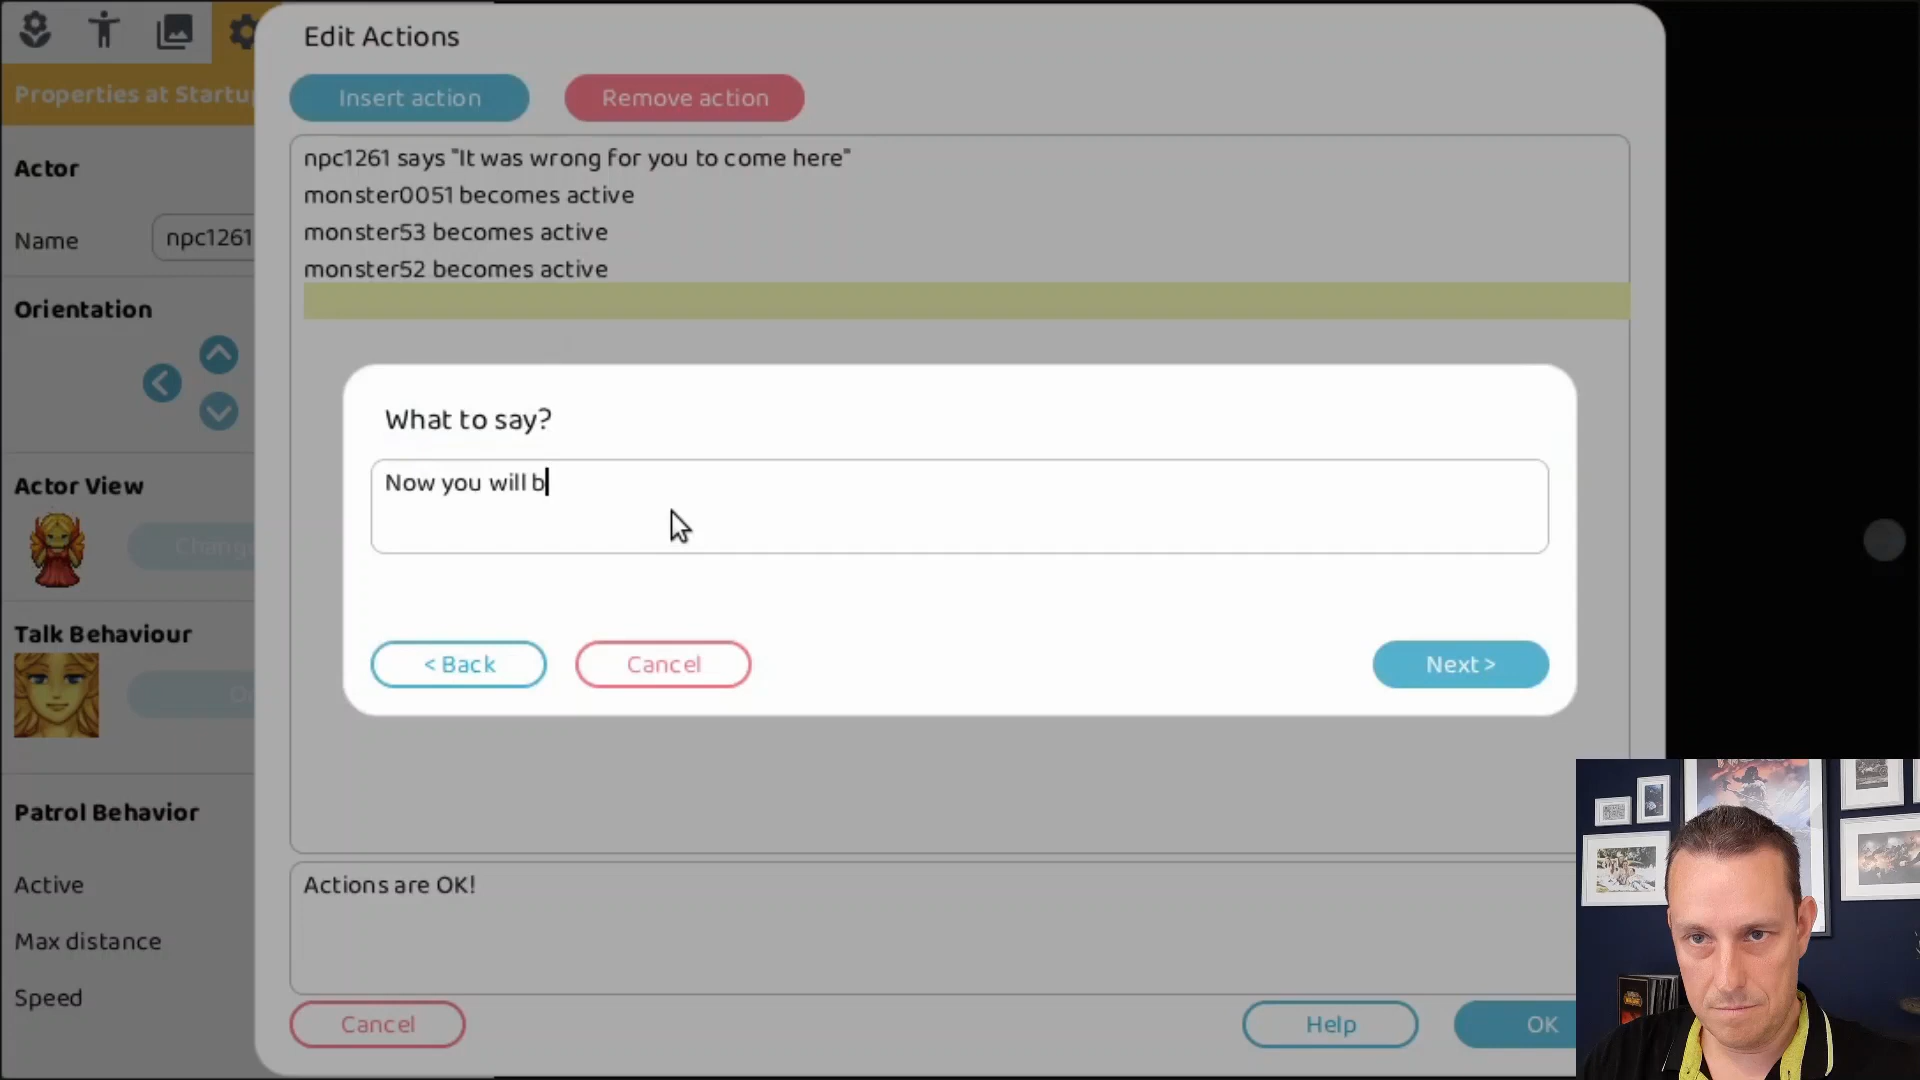 Edit Actions
Properties at Startu
Insert action
Remove action
npc1261 says "It was wrong for you to come here"
monster0051 becomes active
monster53 becomes active
monster52 becomes active
Actor
Name
npc1261
Orientation
What to say?
Now you will b
Actor View
Chang
Talk Behaviour
< Back
Cancel
Next >
Patrol Behavior
Active
Actions are OK!
Max distance
Speed
Cancel
Help
OK